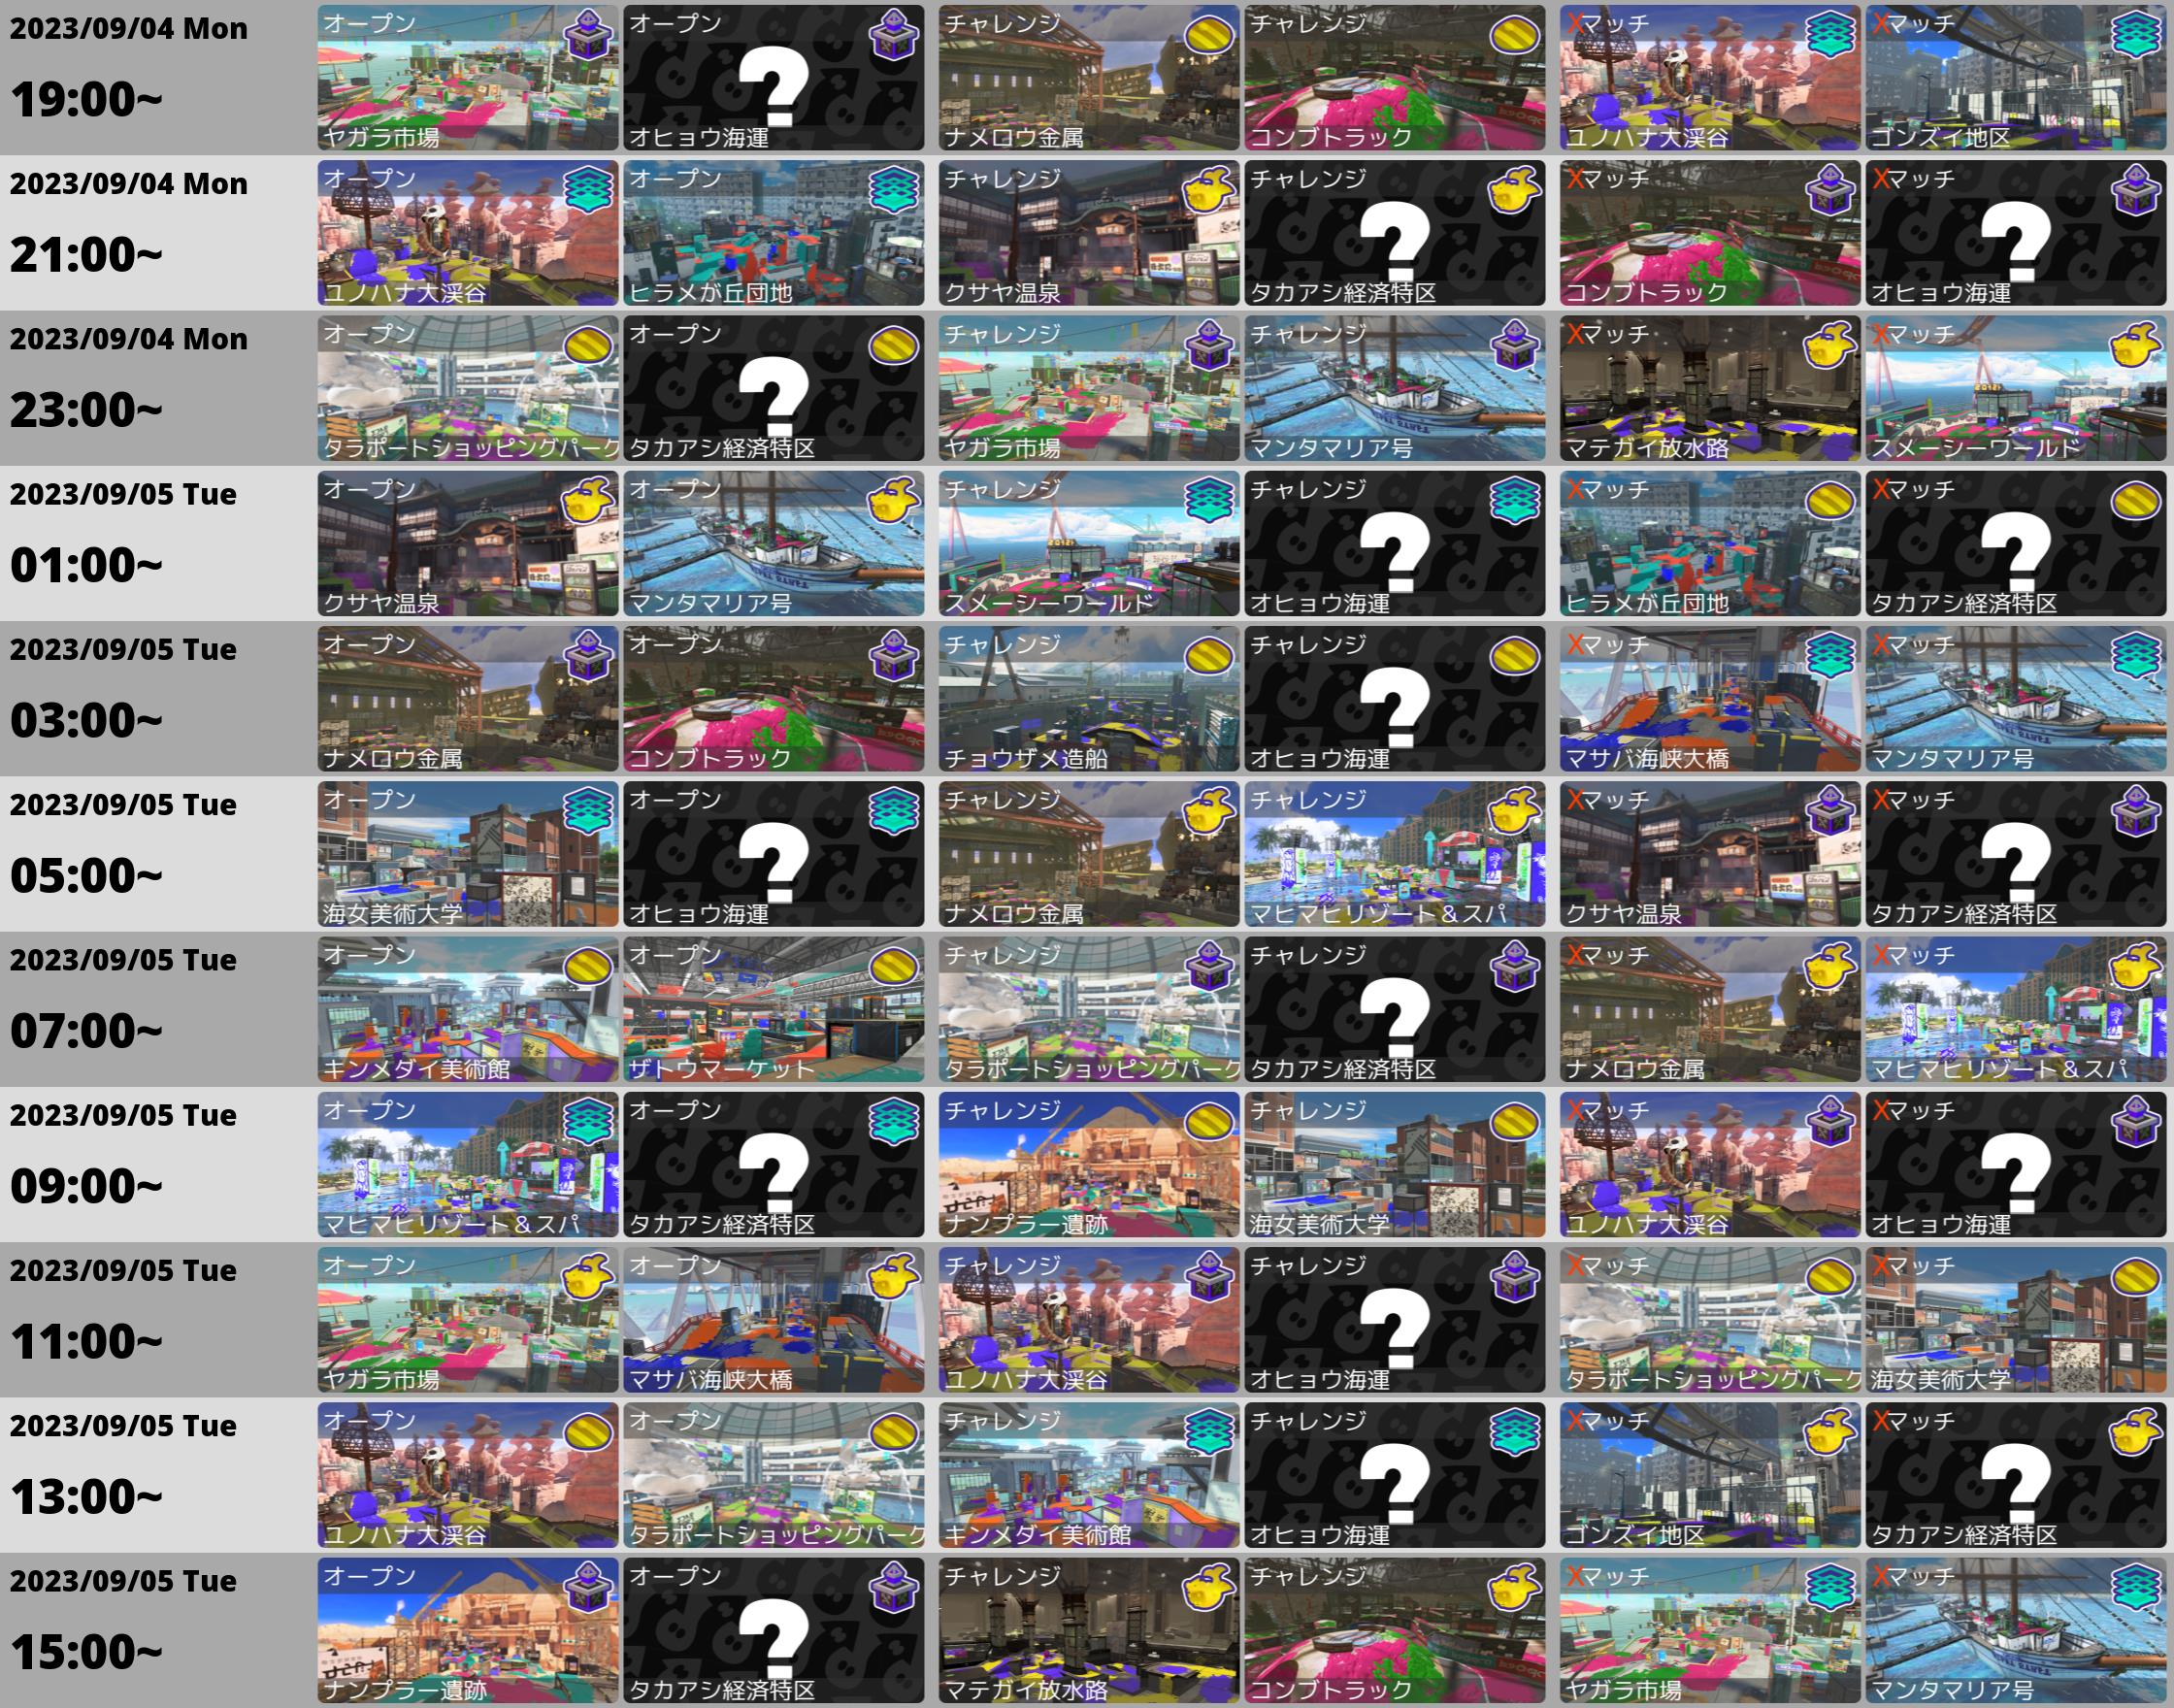 2023/09/04 Mon
19:00~
オープン オープン チャレンジ チャレンジ Xマッチ Xマッチ
ヤガラ市場 オヒョウ海運 ナメロウ金属 コンブトラック ユノハナ大渓谷 ゴンズイ地区
2023/09/04 Mon
21:00~
オープン オープン チャレンジ チャレンジ Xマッチ Xマッチ
ユノハナ大渓谷 ヒラメが丘団地 クサヤ温泉 タカアシ経済特区 コンブトラック オヒョウ海運
2023/09/04 Mon
23:00~
オープン オープン チャレンジ チャレンジ Xマッチ Xマッチ
タラポートショッピングパーク タカアシ経済特区 ヤガラ市場 マンタマリア号 マテガイ放水路 スメーシーワールド
2023/09/05 Tue
01:00~
オープン オープン チャレンジ チャレンジ Xマッチ Xマッチ
クサヤ温泉 マンタマリア号 スメーシーワールド オヒョウ海運 ヒラメが丘団地 タカアシ経済特区
2023/09/05 Tue
03:00~
オープン オープン チャレンジ チャレンジ Xマッチ Xマッチ
ナメロウ金属 コンブトラック チョウザメ造船 オヒョウ海運 マサバ海峡大橋 マンタマリア号
2023/09/05 Tue
05:00~
オープン オープン チャレンジ チャレンジ Xマッチ Xマッチ
海女美術大学 オヒョウ海運 ナメロウ金属 マヒマヒリゾート＆スパ クサヤ温泉 タカアシ経済特区
2023/09/05 Tue
07:00~
オープン オープン チャレンジ チャレンジ Xマッチ Xマッチ
キンメダイ美術館 ザトウマーケット タラポートショッピングパーク タカアシ経済特区 ナメロウ金属 マヒマヒリゾート＆スパ
2023/09/05 Tue
09:00~
オープン オープン チャレンジ チャレンジ Xマッチ Xマッチ
マヒマヒリゾート＆スパ タカアシ経済特区 ナンプラー遺跡 海女美術大学 ユノハナ大渓谷 オヒョウ海運
2023/09/05 Tue
11:00~
オープン オープン チャレンジ チャレンジ Xマッチ Xマッチ
ヤガラ市場 マサバ海峡大橋 ユノハナ大渓谷 オヒョウ海運 タラポートショッピングパーク 海女美術大学
2023/09/05 Tue
13:00~
オープン オープン チャレンジ チャレンジ Xマッチ Xマッチ
ユノハナ大渓谷 タラポートショッピングパーク キンメダイ美術館 オヒョウ海運 ゴンズイ地区 タカアシ経済特区
2023/09/05 Tue
15:00~
オープン オープン チャレンジ チャレンジ Xマッチ Xマッチ
ナンプラー遺跡 タカアシ経済特区 マテガイ放水路 コンブトラック ヤガラ市場 マンタマリア号